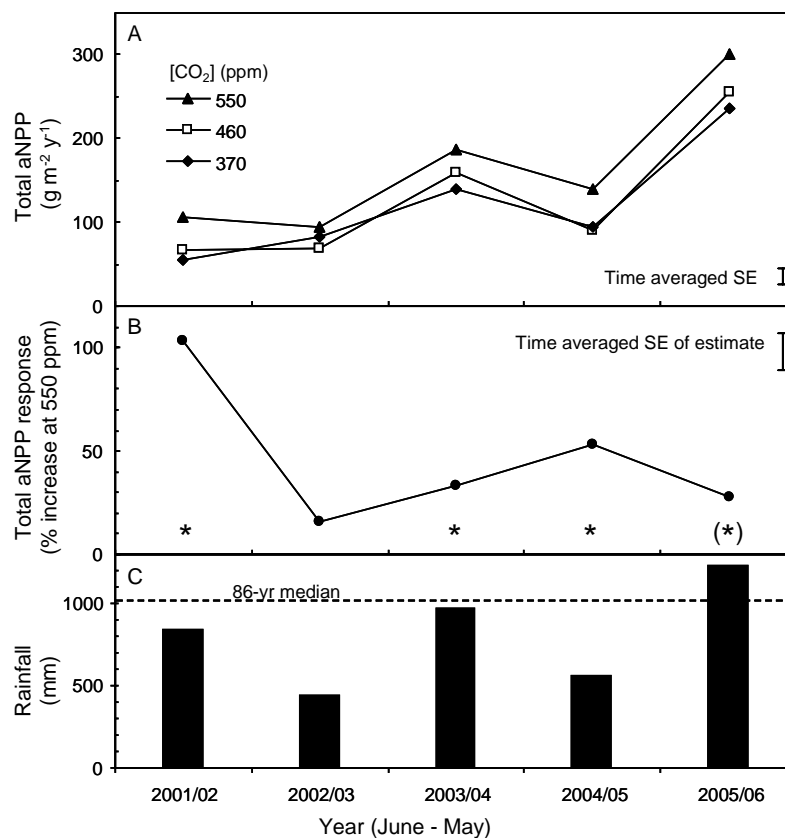 A
300
[CO2] (ppm)
550
460
370
200
100
0
Total aNPP
(g m-2 y-1)
Time averaged SE
B
100
50
0
Total aNPP response
(% increase at 550 ppm)
Time averaged SE of estimate
* * * (*)
C
86-yr median
1000
500
0
Rainfall
(mm)
2001/02 2002/03 2003/04 2004/05 2005/06
Year (June - May)